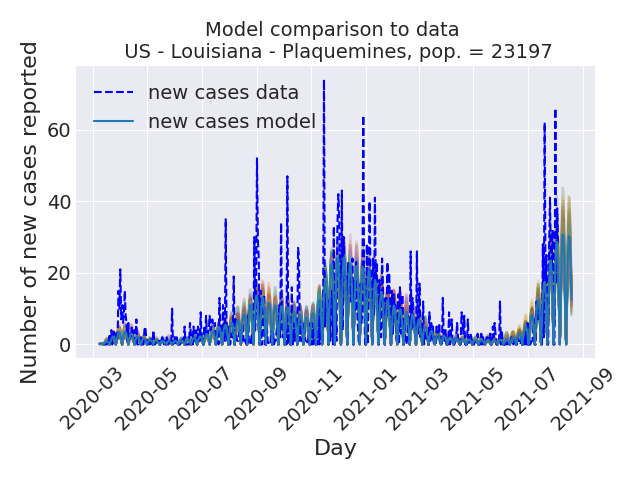 Model comparison to data
US - Louisiana - Plaquemines, pop. = 23197
Number of new cases reported
new cases data
new cases model
60
40
20
0
2020-03
2020-05
2020-07
2020-09
2020-11
2021-01
2021-03
2021-05
2021-07
2021-09
Day